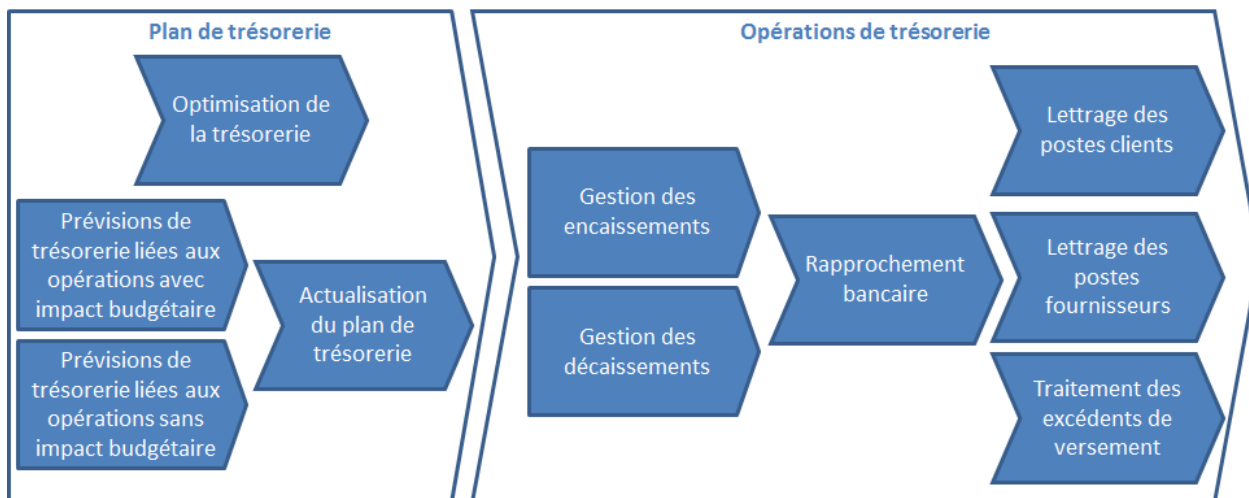 Plan de trésorerie
Optimisation de
la trésorerie
Prévisions de
trésorerie liées aux
opérations avec
impact budgétaire
Prévisions de
trésorerie liées aux
opérations sans
impact budgétaire
Actualisation
du plan de
trésorerie
Opérations de trésorerie
Gestion des
encaissements
Gestion des
décaissements
Rapprochement
bancaire
Lettrage des
postes clients
Lettrage des
postes
fournisseurs
Traitement des
excédents de
versement